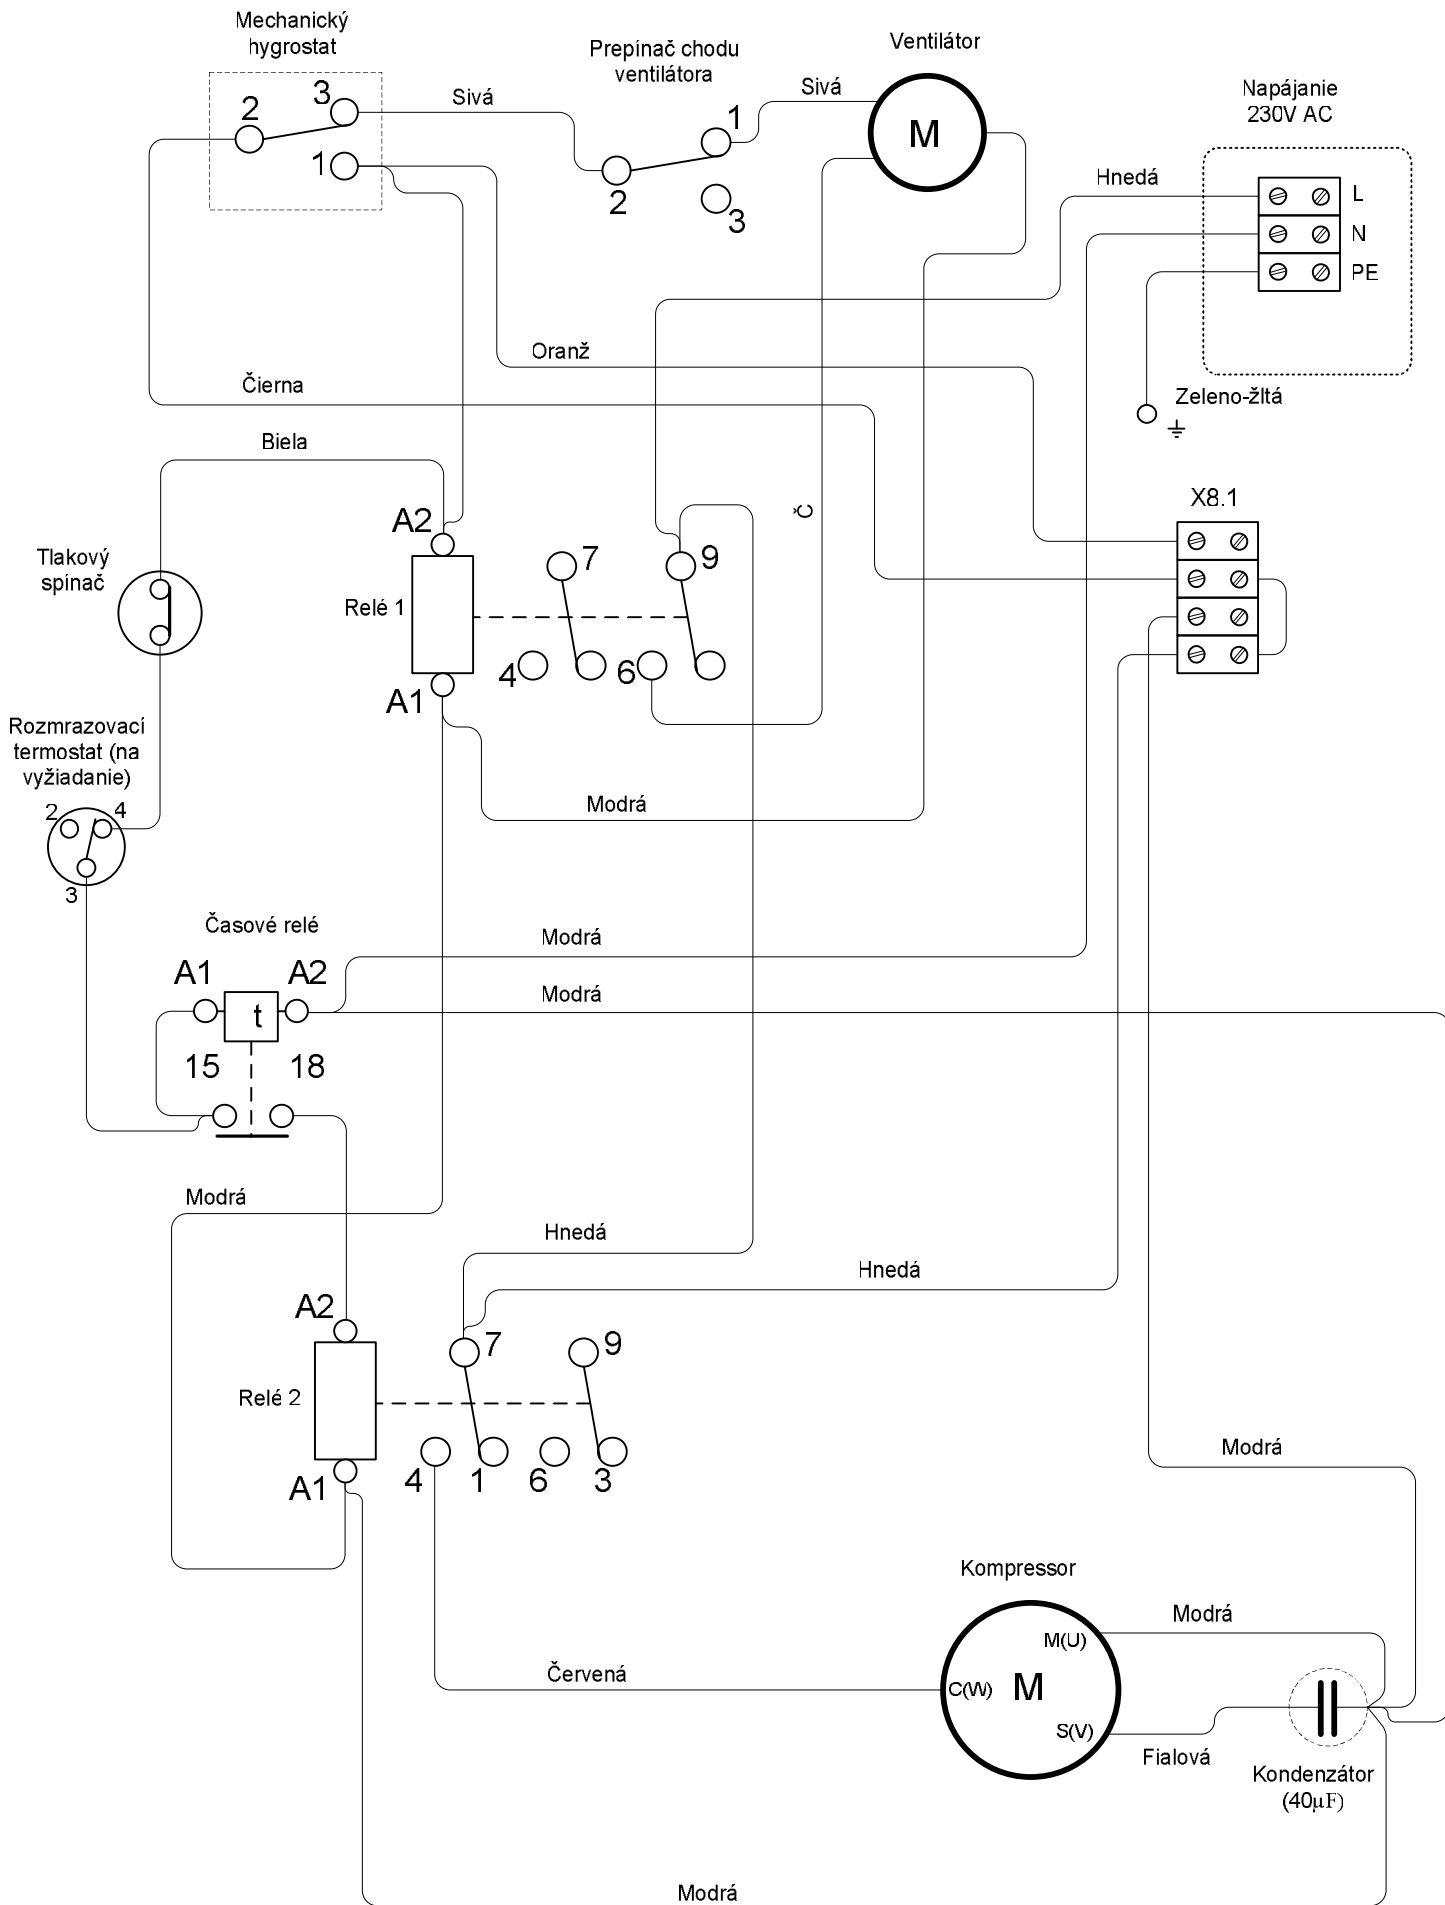 Mechanický
hygrostat
Prepínač chodu
ventilátora
Ventilátor
Napájanie
230V AC
2
3
1
Sivá
1
2
3
Sivá
M
Hnedá
L
N
PE
Zeleno-žltá
Oranž
Čierna
Biela
X8.1
Tlakový
spínač
A2
Relé 1
A1
7
9
4
6
Č
Rozmrazovací
termostat (na
vyžiadanie)
2
4
3
Modrá
Časové relé
A1
A2
t
15
18
Modrá
Modrá
Modrá
Hnedá
Hnedá
A2
Relé 2
A1
7
9
4
1
6
3
Modrá
Kompressor
M(U)
C(W)
M
S(V)
Modrá
Červená
Fialová
Kondenzátor
(40µF)
Modrá